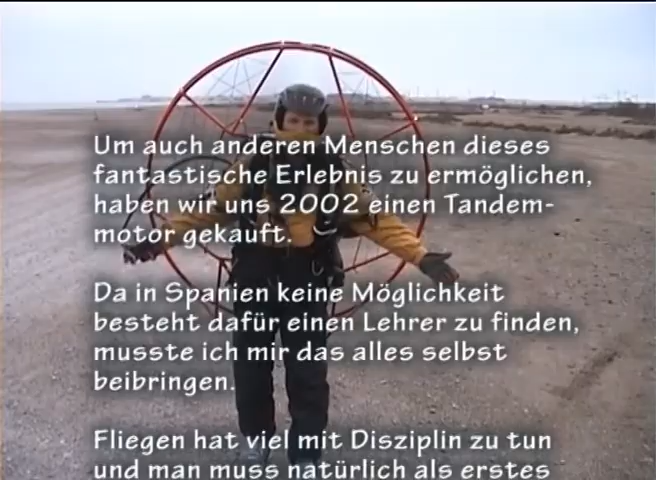 Um auch anderen Menschen dieses
fantastische Erlebnis zu ermöglichen,
haben wir uns 2002 einen Tandem-
motor gekauft.
Da in Spanien keine Möglichkeit
besteht dafür einen Lehrer zu finden,
musste ich mir das alles selbst
beibringen.
Fliegen hat viel mit Disziplin zu tun
und man muss natürlich als erstes